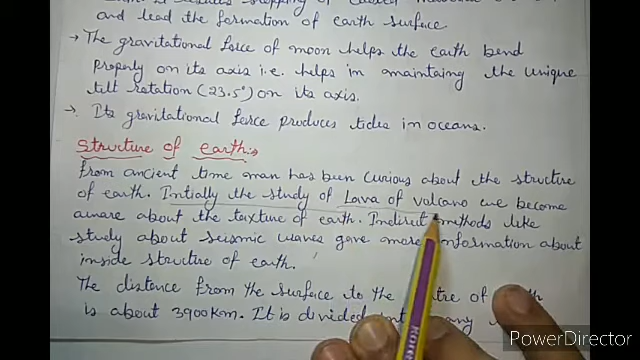 and lead the formation of earth surface
→ The gravitational force of moon helps the earth bend
properly on its axis i.e. helps in maintaing the unique
tilt rotation (23.5°) on its axis.
→ Its gravitational force produces tides in oceans.
Structure of earth:→
From ancient time man has been curious about the structure
of earth. Intially the study of Lava of volcano we become
aware about the texture of earth. Indirect methods like
study about seismic waves gave more information about
inside structure of earth.
The distance from the surface to the centre of
is about 3900Km. It is divided
PowerDirector